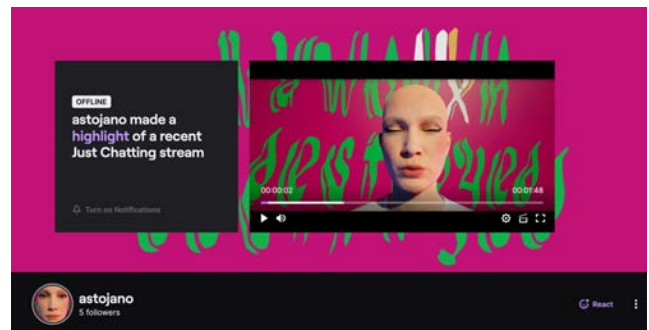 OFFLINE
astojano made a
highlight of a recent
Just Chatting stream
Turn on Notifications
00:00:02
00:01:48
astojano
5 followers
React